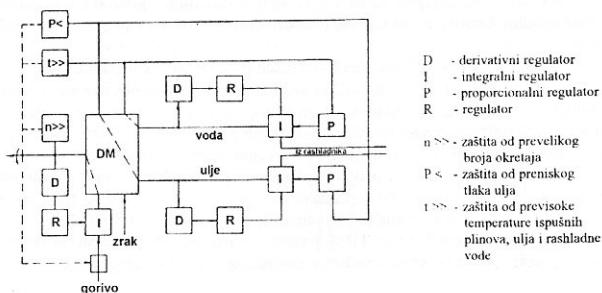 P<
t>>
n>>
D
R
I
DM
D
R
I
P
voda
iz rashladnika
ulje
I
P
D
R
zrak
gorivo
D - derivativni regulator
I - integralni regulator
P - proporcionalni regulator
R - regulator
n >> - zaštita od prevelikog
broja okretaja
P < - zaštita od preniskog
tlaka ulja
t >> - zaštita od previsoke
temperature ispušnih
plinova, ulja i rashladne
vode